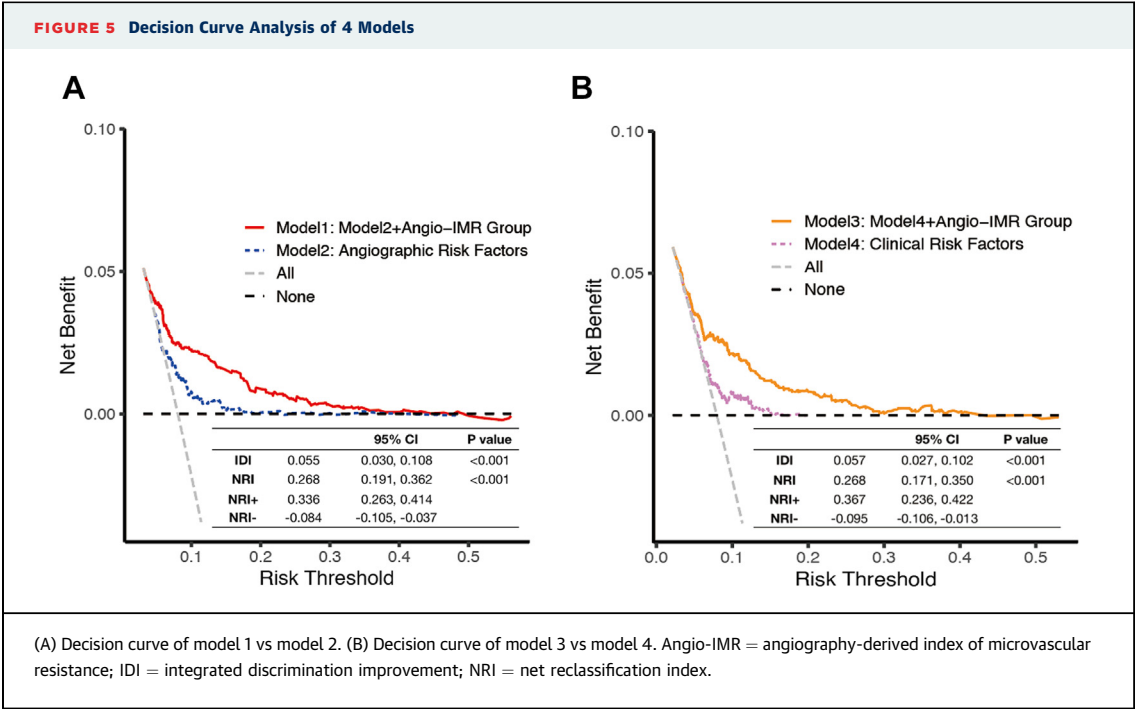 FIGURE 5 Decision Curve Analysis of 4 Models
A
0.10
0.05
0.00
Net Benefit
Model1: Model2+Angio-IMR Group
Model2: Angiographic Risk Factors
All
None
95% CI P value
IDI 0.055 0.030, 0.108 <0.001
NRI 0.268 0.191, 0.362 <0.001
NRI+ 0.336 0.263, 0.414
NRI- -0.084 -0.105, -0.037
0.1 0.2 0.3 0.4 0.5
Risk Threshold
B
0.10
0.05
0.00
Net Benefit
Model3: Model4+Angio-IMR Group
Model4: Clinical Risk Factors
All
None
95% CI P value
IDI 0.057 0.027, 0.102 <0.001
NRI 0.268 0.171, 0.350 <0.001
NRI+ 0.367 0.236, 0.422
NRI- -0.095 -0.106, -0.013
0.0 0.1 0.2 0.3 0.4 0.5
Risk Threshold
(A) Decision curve of model 1 vs model 2. (B) Decision curve of model 3 vs model 4. Angio-IMR = angiography-derived index of microvascular
resistance; IDI = integrated discrimination improvement; NRI = net reclassification index.